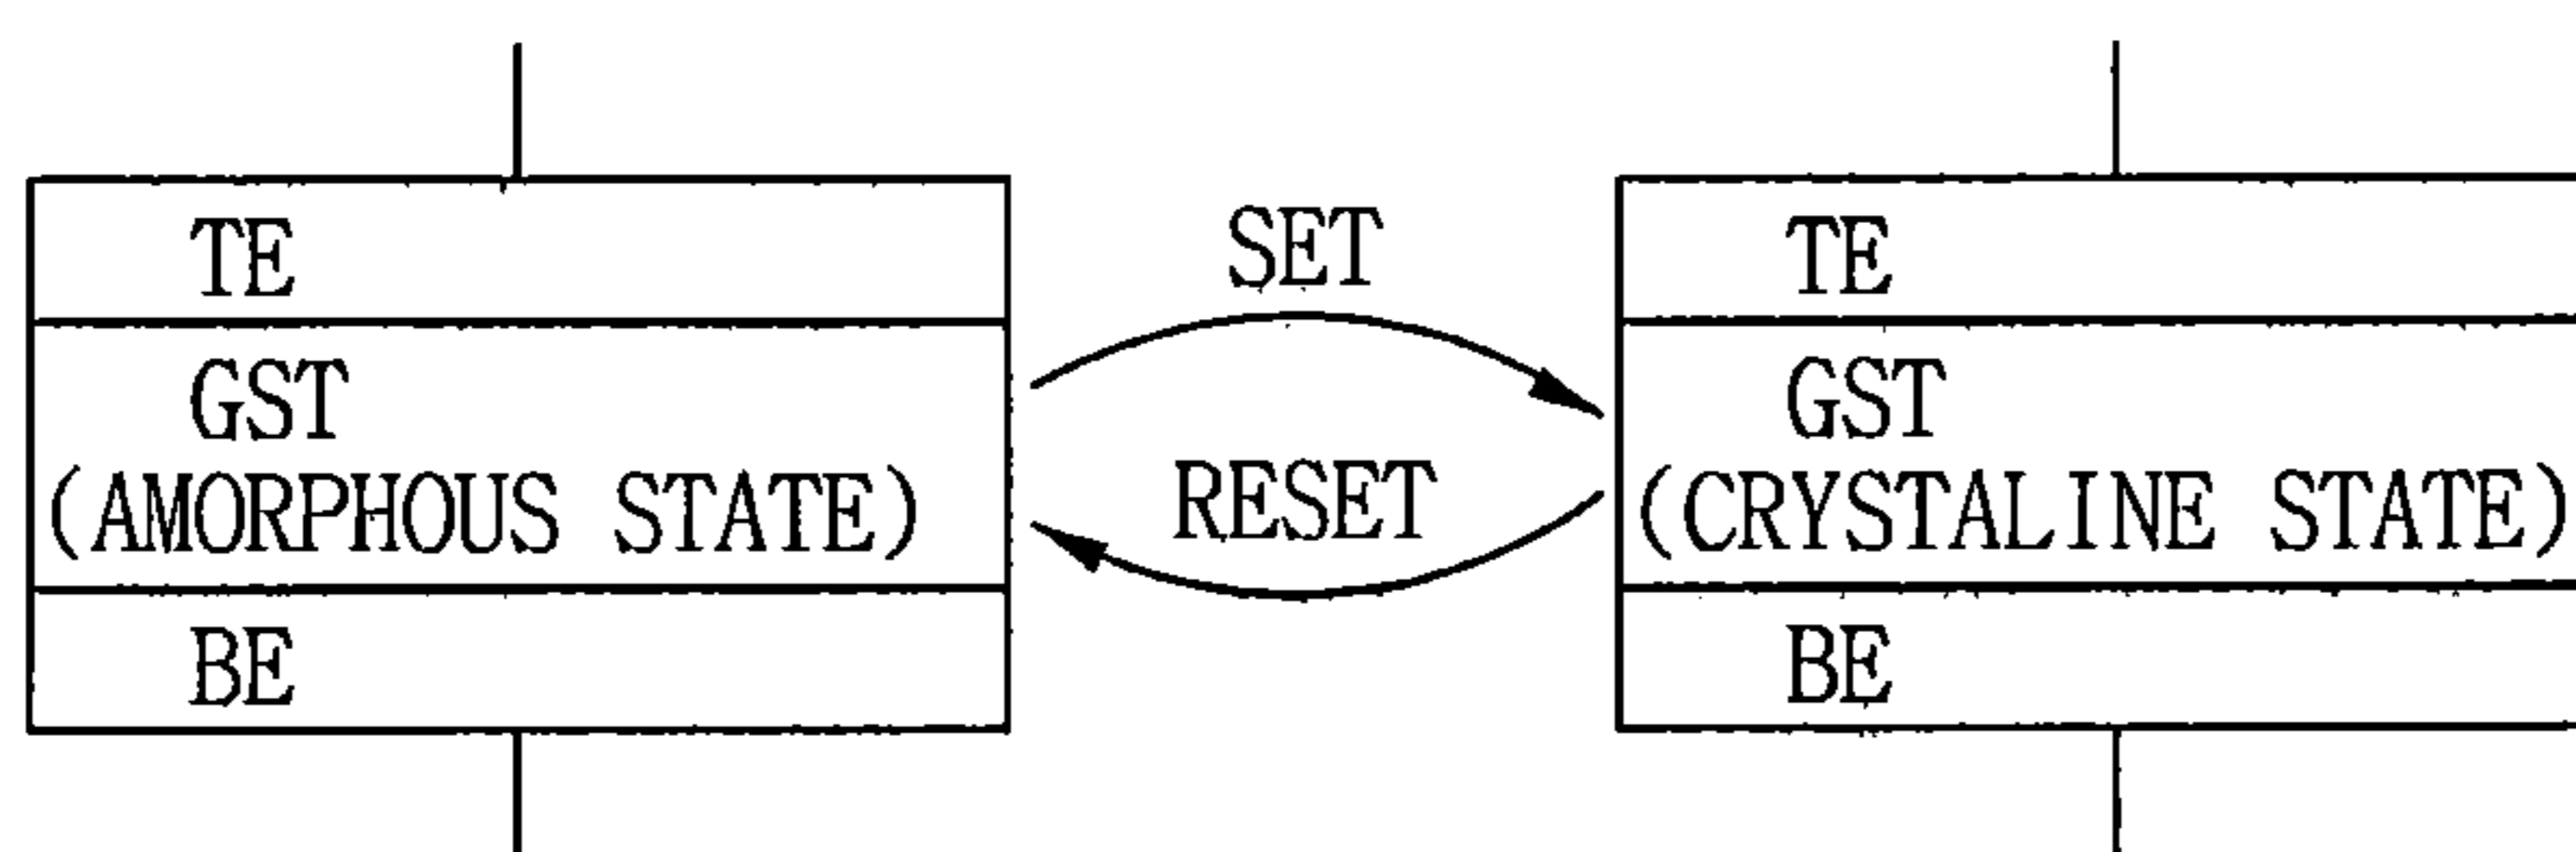 TE
GST
(AMORPHOUS STATE)
BE
SET
RESET
TE
GST
(CRYSTALINE STATE)
BE